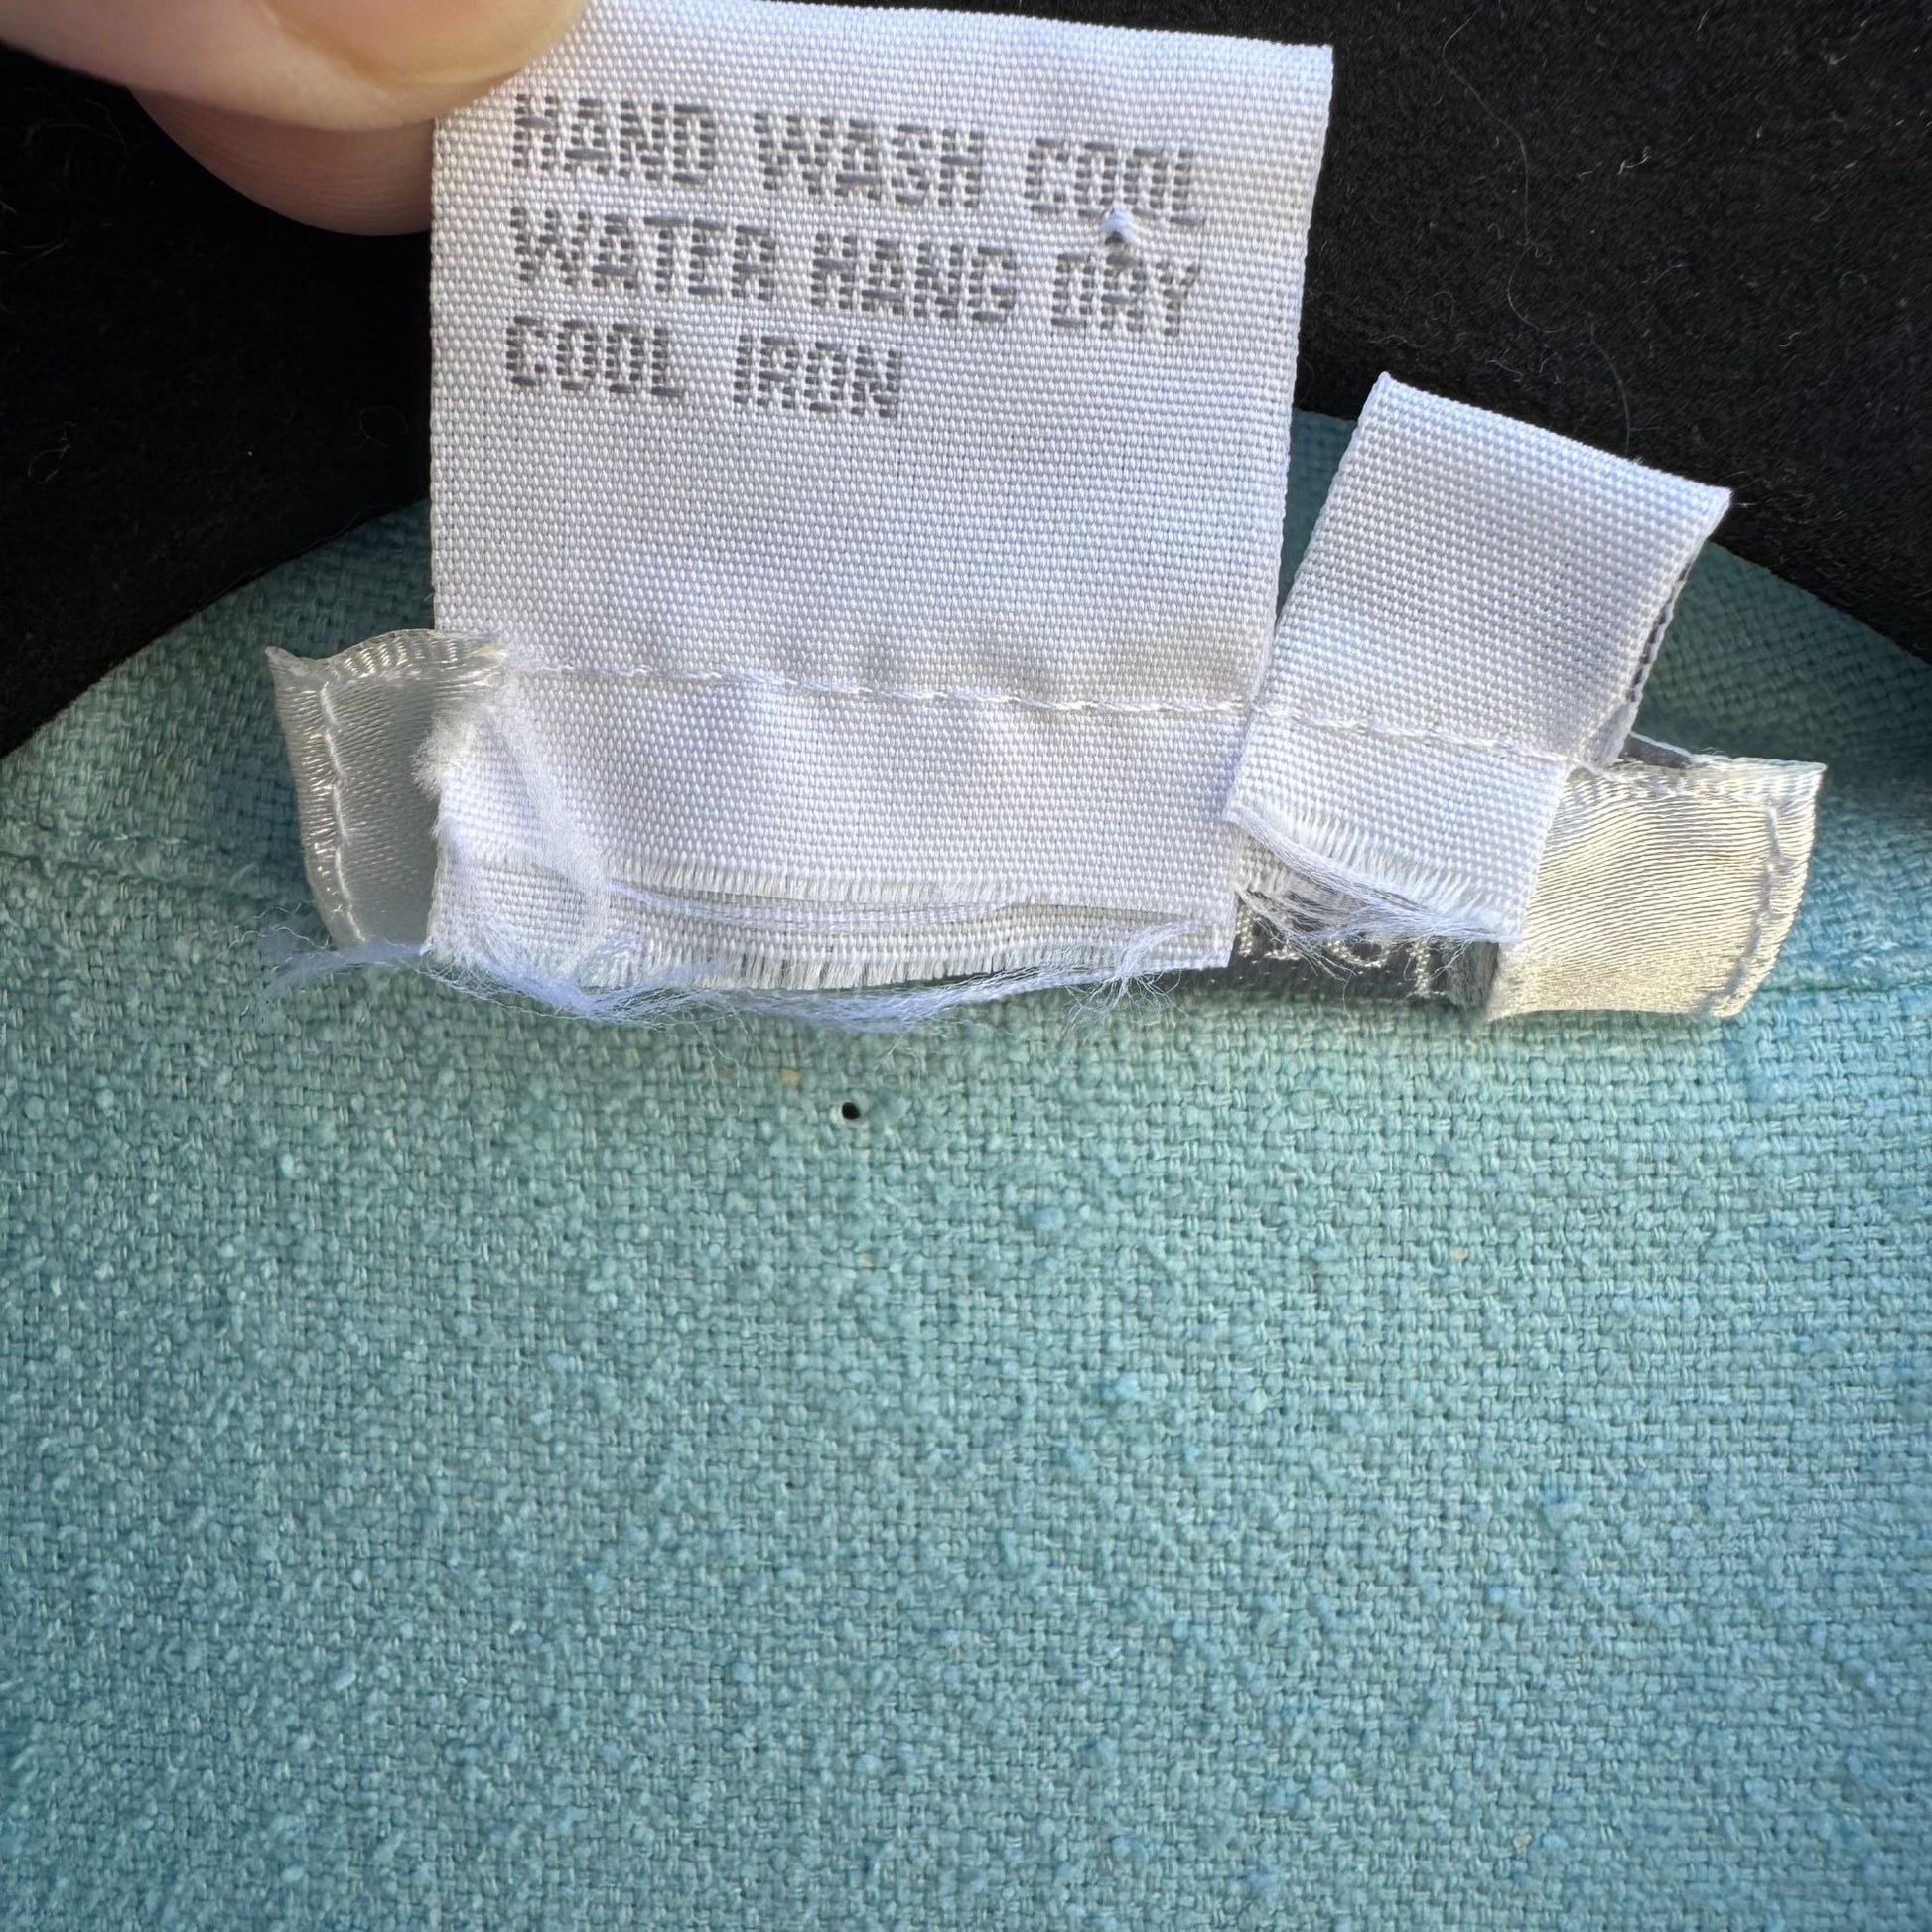 HAND WASH COOL
WATER HANG DRY
COOL IRON